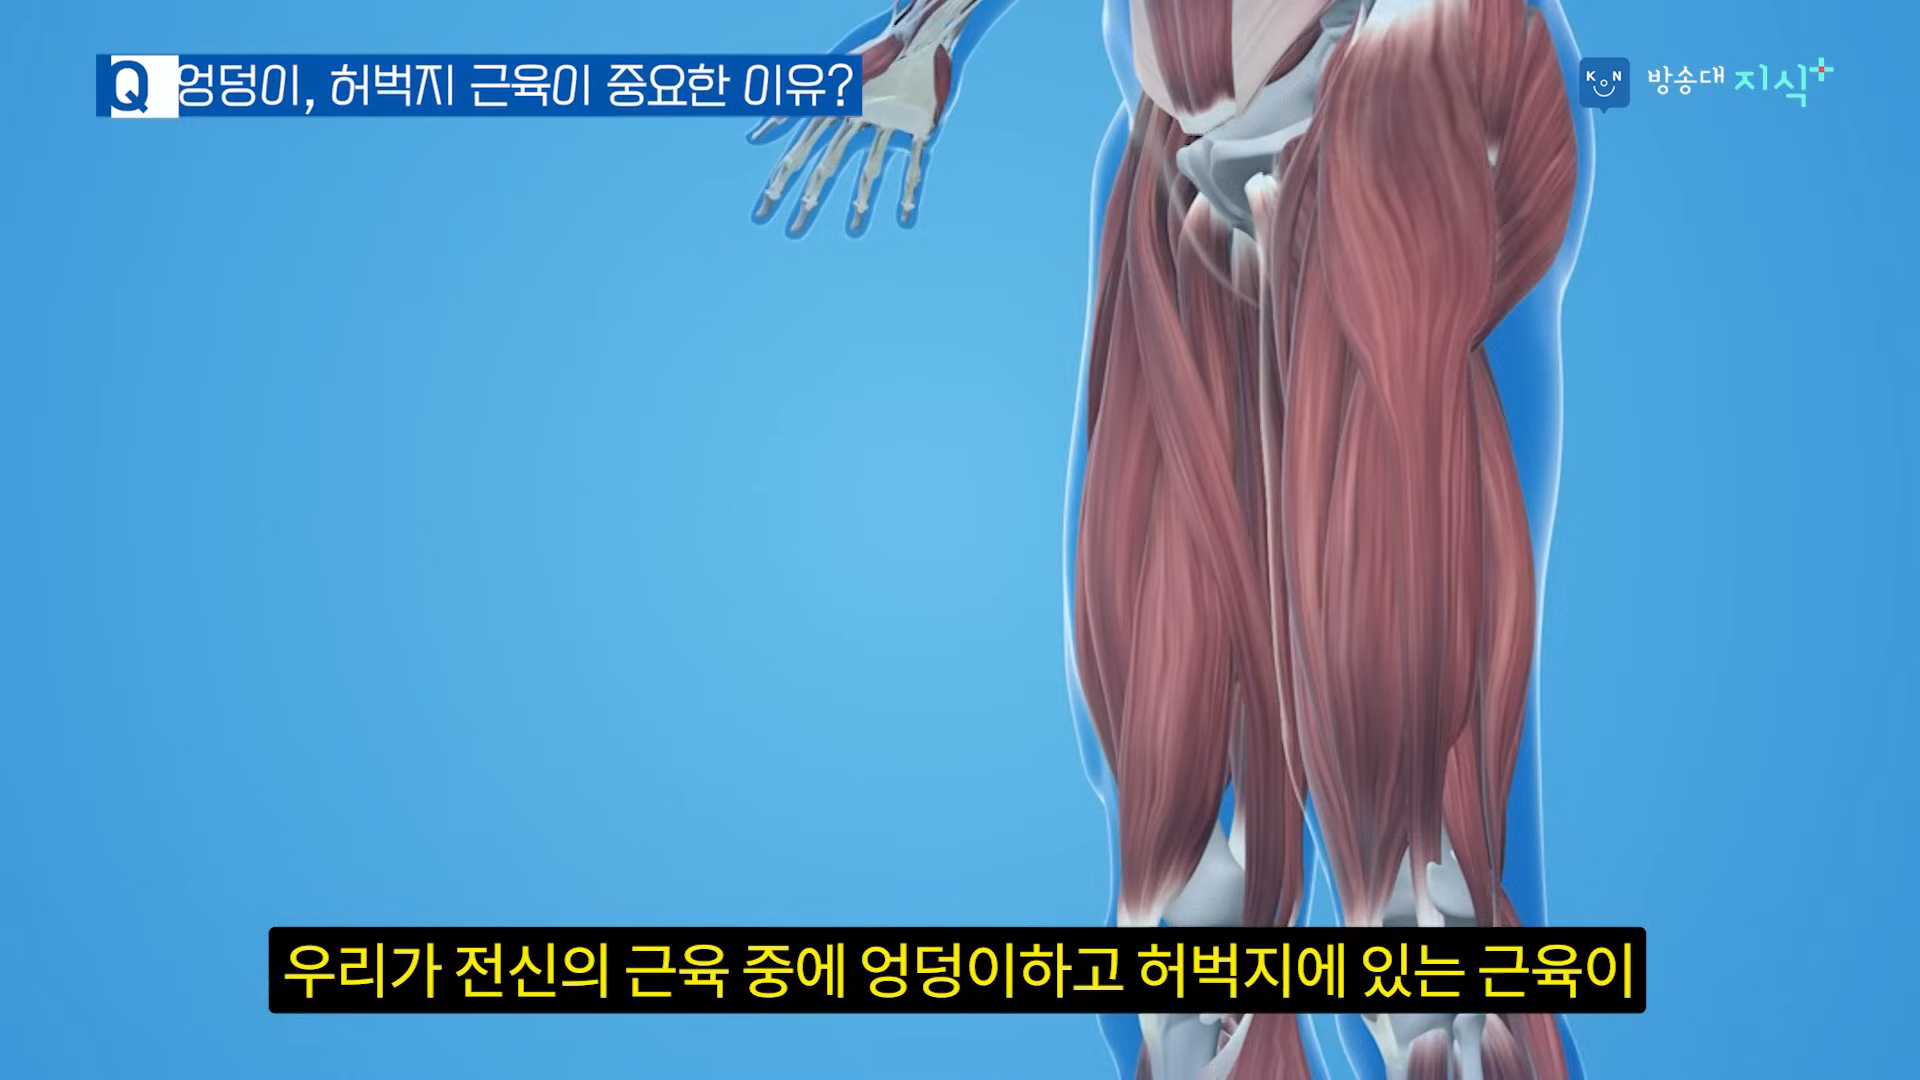 Q 엉덩이, 허벅지 근육이 중요한 이유?
KON 방송대 지식+
우리가 전신의 근육 중에 엉덩이하고 허벅지에 있는 근육이